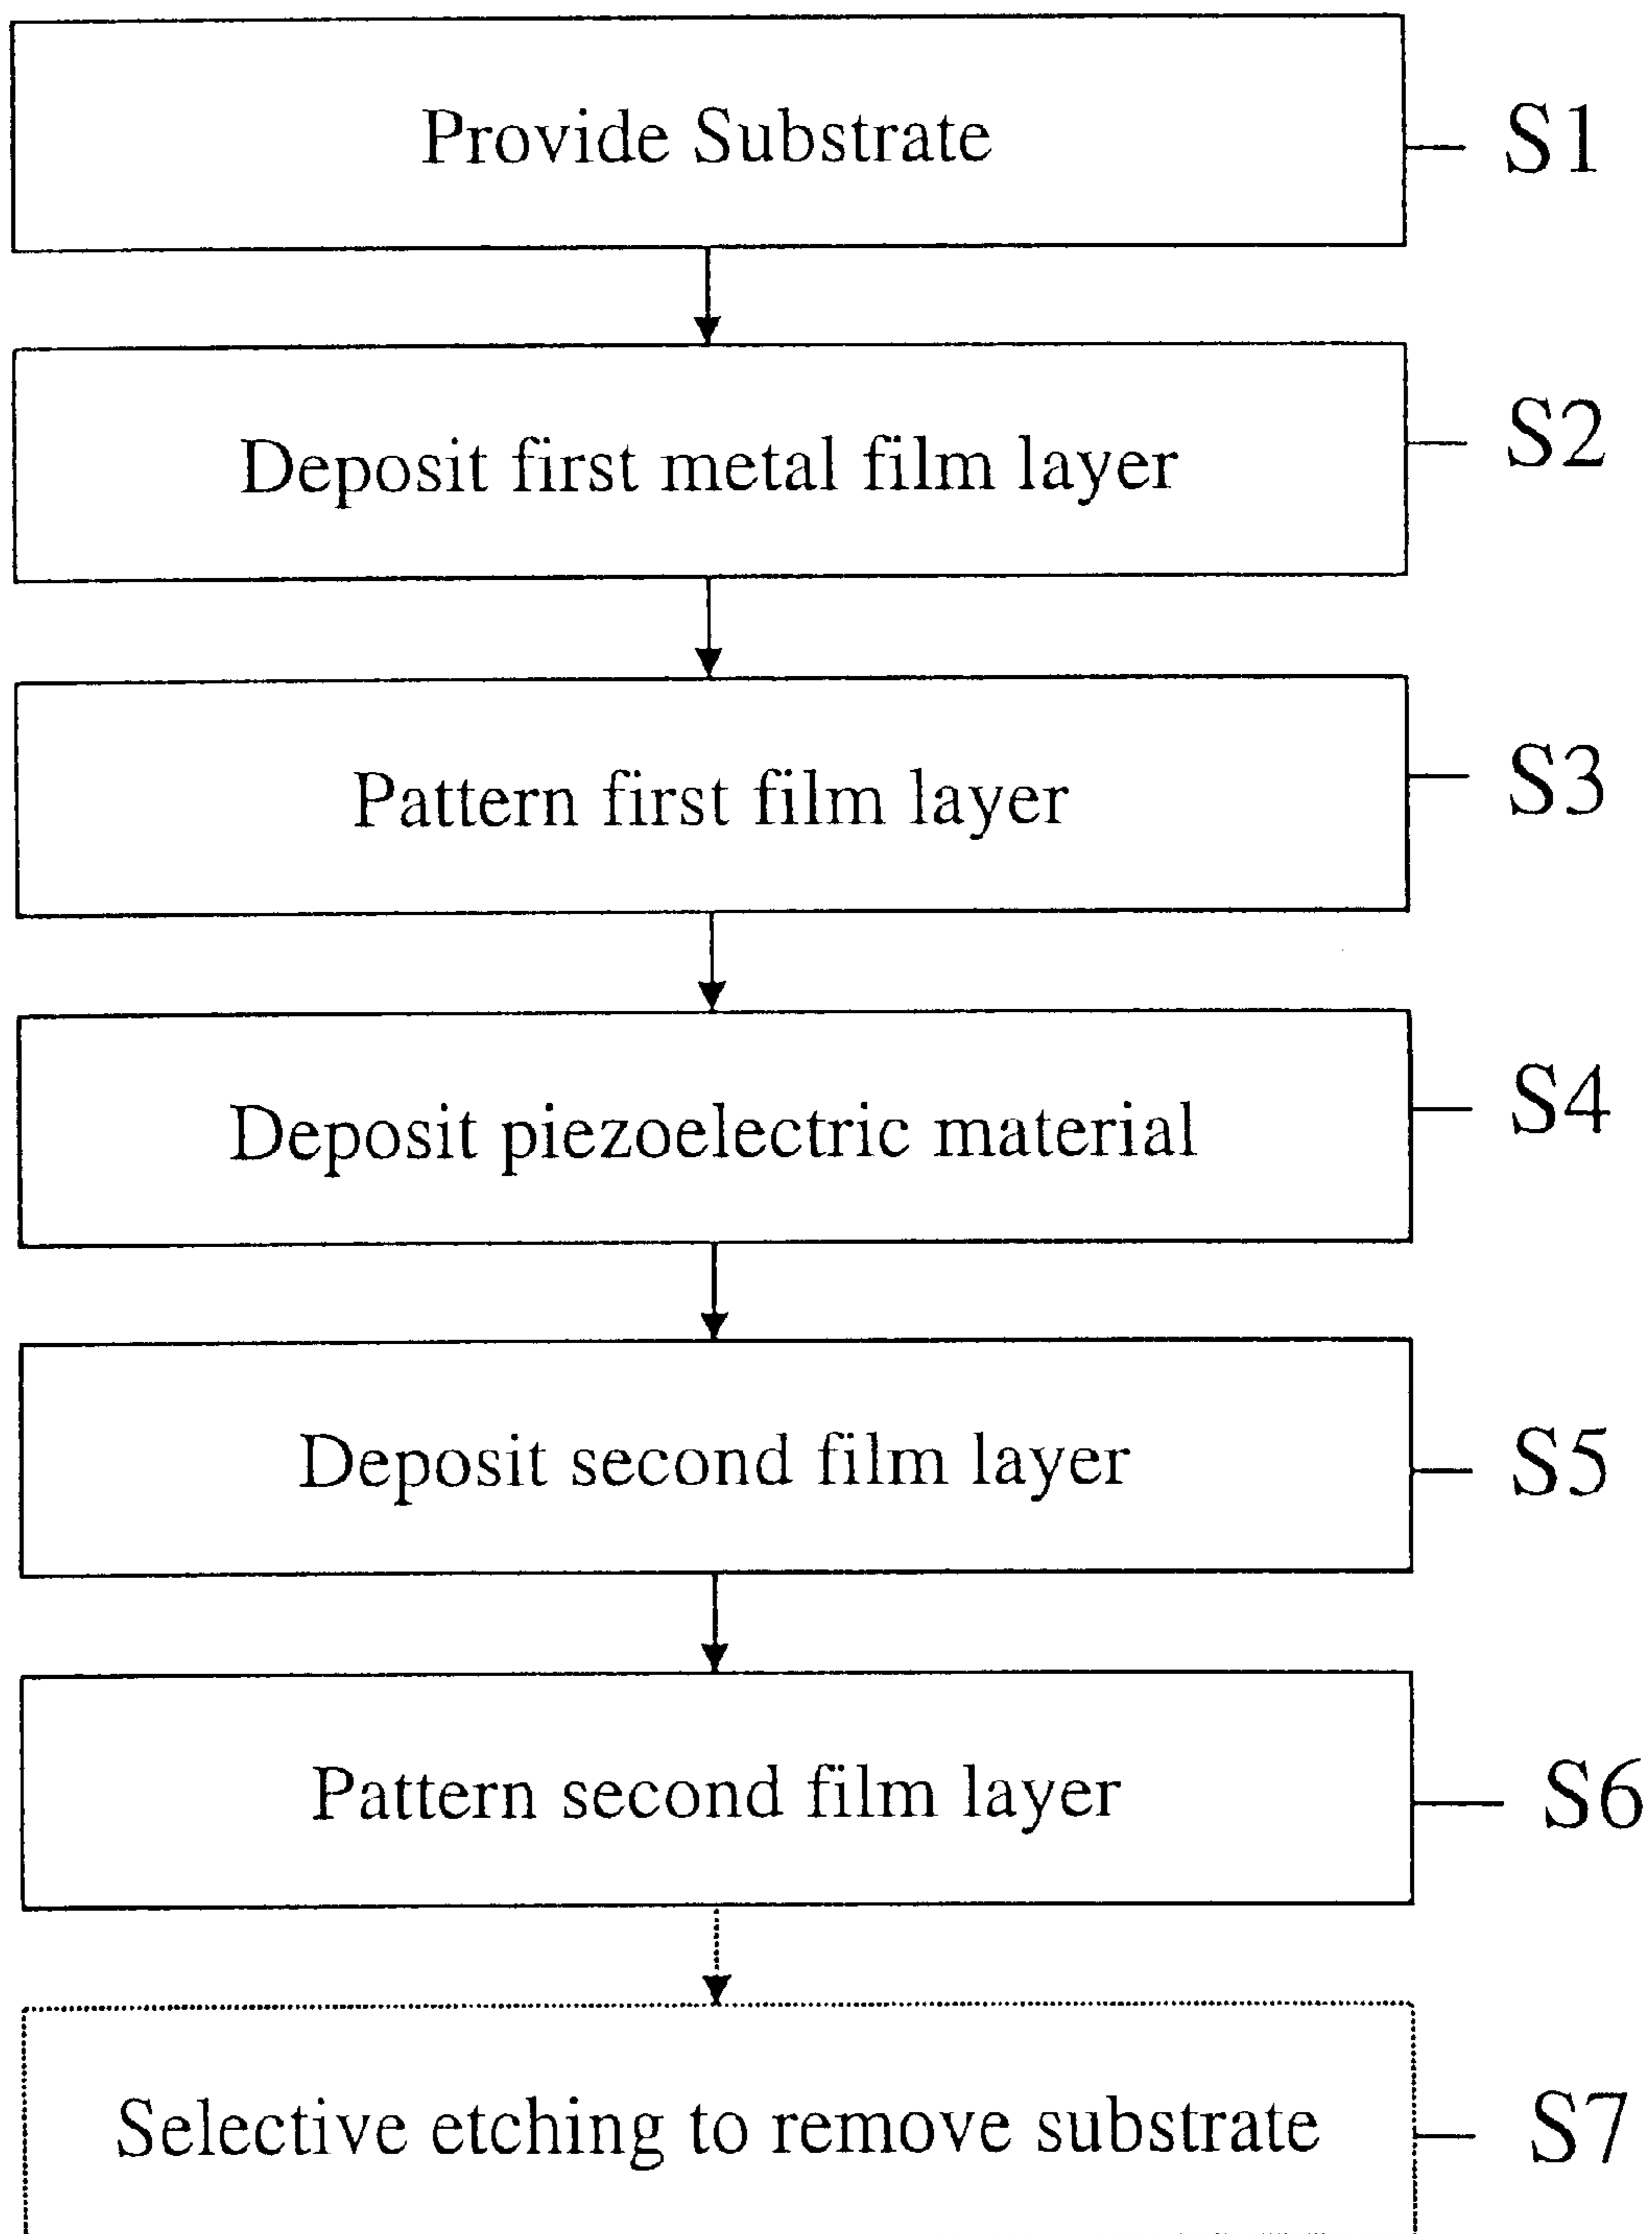 Provide Substrate S1
Deposit first metal film layer S2
Pattern first film layer S3
Deposit piezoelectric material S4
Deposit second film layer S5
Pattern second film layer S6
Selective etching to remove substrate S7